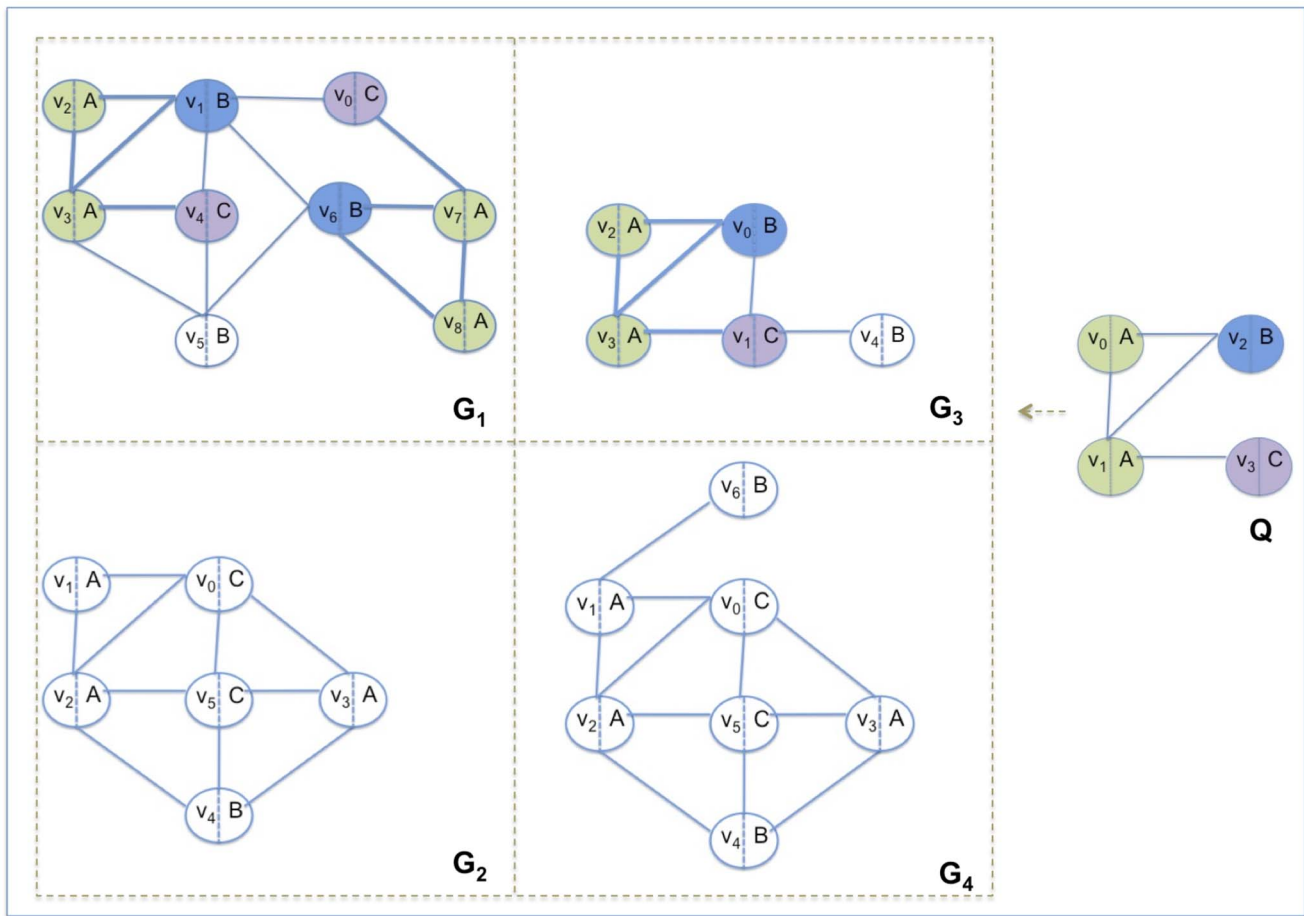 v2 A
v1 B
v0 C
v3 A
v4 C
v6 B
v7 A
v8 A
v5 B
G1
v2 A
v0 B
v3 A
v1 C
v4 B
G3
v1 A
v0 C
v2 A
v5 C
v3 A
v4 B
G2
v6 B
v1 A
v0 C
v2 A
v5 C
v3 A
v4 B
G4
v0 A
v2 B
v1 A
v3 C
Q